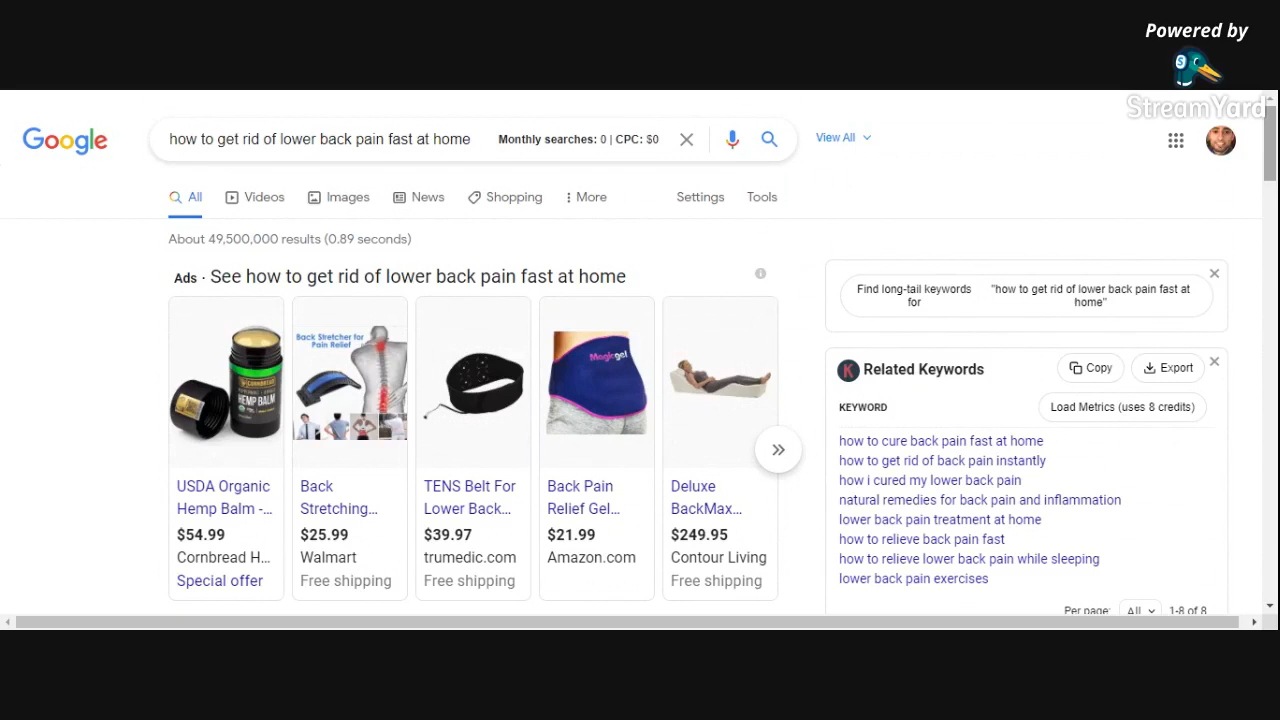 Powered by
StreamYard
Google
how to get rid of lower back pain fast at home
Monthly searches: 0 | CPC: $0
View All
All
Videos
Images
News
Shopping
More
Settings
Tools
About 49,500,000 results (0.89 seconds)
Ads · See how to get rid of lower back pain fast at home
CORNBREAD
HEMP BALM
Back Stretcher for
Pain Relief
Magicgel
USDA Organic
Hemp Balm -...
$54.99
Cornbread H...
Special offer
Back
Stretching...
$25.99
Walmart
Free shipping
TENS Belt For
Lower Back...
$39.97
trumedic.com
Free shipping
Back Pain
Relief Gel...
$21.99
Amazon.com
Deluxe
BackMax...
$249.95
Contour Living
Free shipping
Find long-tail keywords
for
"how to get rid of lower back pain fast at
home"
K
Related Keywords
Copy
Export
KEYWORD
Load Metrics (uses 8 credits)
how to cure back pain fast at home
how to get rid of back pain instantly
how i cured my lower back pain
natural remedies for back pain and inflammation
lower back pain treatment at home
how to relieve back pain fast
how to relieve lower back pain while sleeping
lower back pain exercises
Per page:
All
1-8 of 8